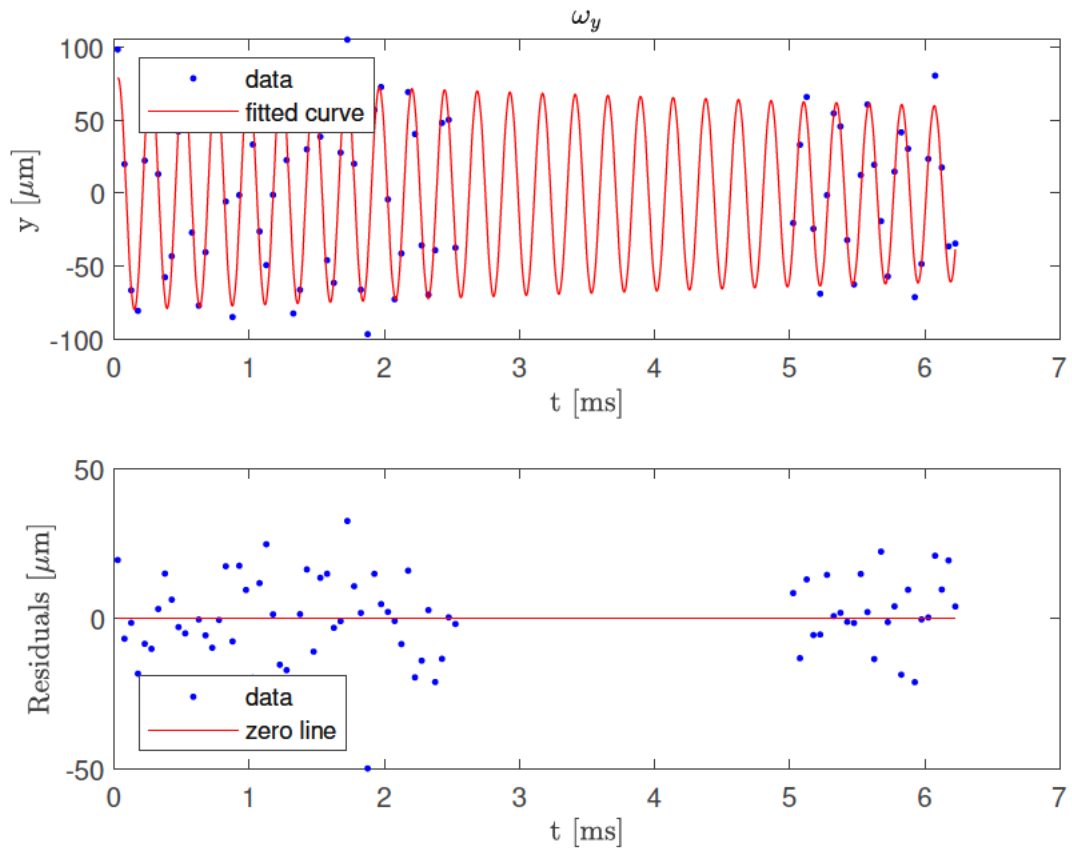 ω_y
100
50
0
-50
-100
y [μm]
data
fitted curve
0 1 2 3 4 5 6 7
t [ms]
50
0
-50
Residuals [μm]
data
zero line
0 1 2 3 4 5 6 7
t [ms]